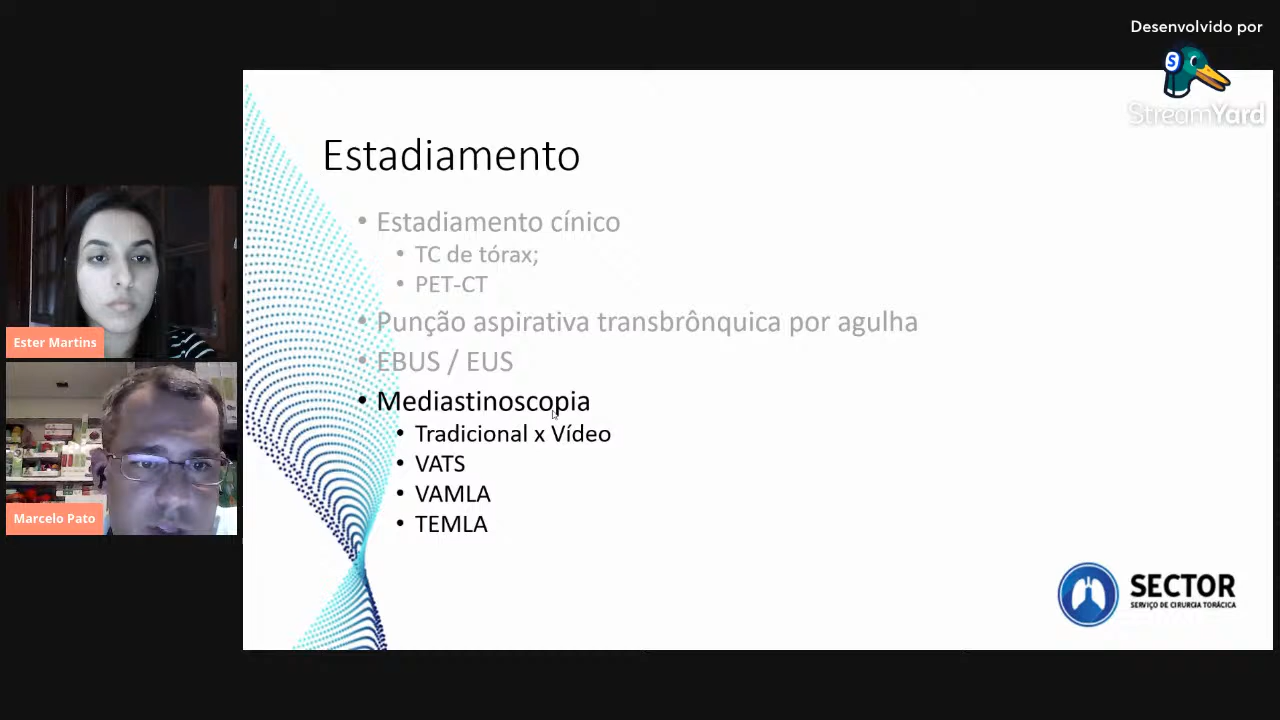 Desenvolvido por
S
StreamYard
Estadiamento
• Estadiamento cínico
• TC de tórax;
• PET-CT
• Punção aspirativa transbrônquica por agulha
• EBUS / EUS
• Mediastinoscopia
• Tradicional x Vídeo
• VATS
• VAMLA
• TEMLA
Ester Martins
Marcelo Pato
SECTOR
SERVIÇO DE CIRURGIA TORÁCICA